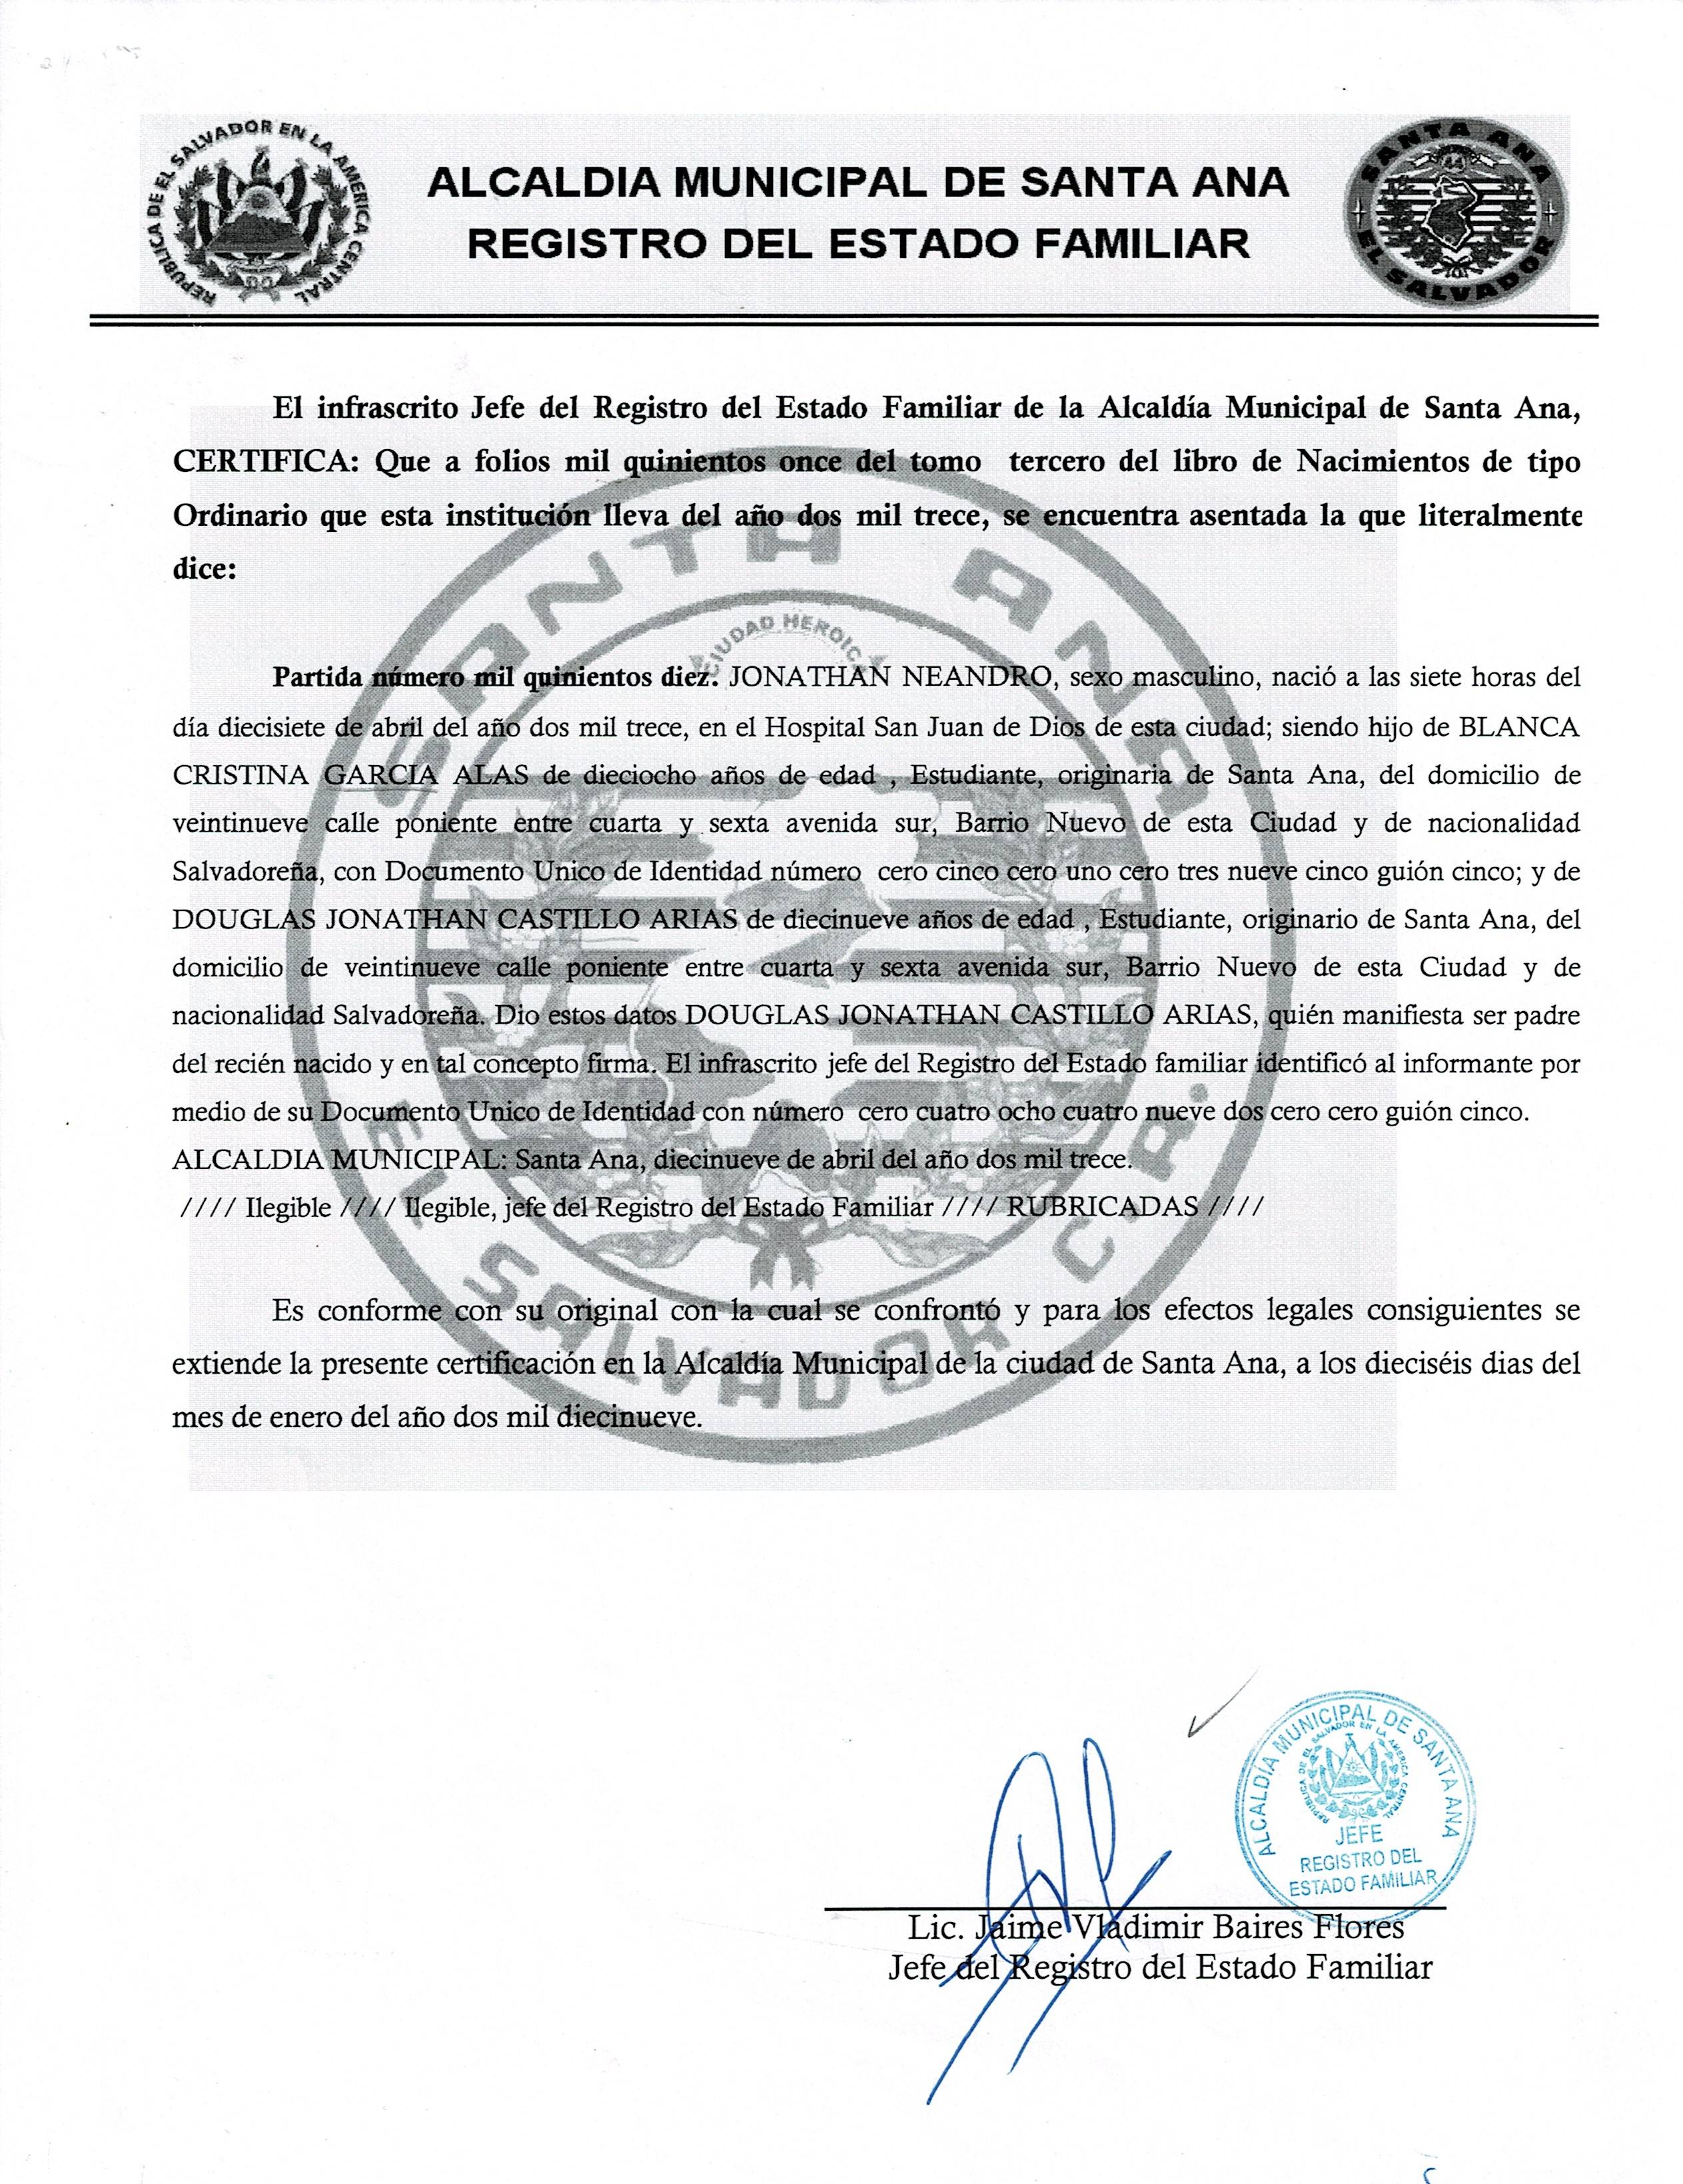 REPUBLICA DE EL SALVADOR EN LA AMERICA CENTRAL
ALCALDIA MUNICIPAL DE SANTA ANA
REGISTRO DEL ESTADO FAMILIAR
SANTA ANA
EL SALVADOR
El infrascrito Jefe del Registro del Estado Familiar de la Alcaldía Municipal de Santa Ana,
CERTIFICA: Que a folios mil quinientos once del tomo tercero del libro de Nacimientos de tipo
Ordinario que esta institución lleva del año dos mil trece, se encuentra asentada la que literalmente
dice:
SANTA ANA
CIUDAD HEROICA
Partida número mil quinientos diez. JONATHAN NEANDRO, sexo masculino, nació a las siete horas del
día diecisiete de abril del año dos mil trece, en el Hospital San Juan de Dios de esta ciudad; siendo hijo de BLANCA
CRISTINA GARCIA ALAS de dieciocho años de edad , Estudiante, originaria de Santa Ana, del domicilio de
veintinueve calle poniente entre cuarta y sexta avenida sur, Barrio Nuevo de esta Ciudad y de nacionalidad
Salvadoreña, con Documento Unico de Identidad número cero cinco cero uno cero tres nueve cinco guión cinco; y de
DOUGLAS JONATHAN CASTILLO ARIAS de diecinueve años de edad , Estudiante, originario de Santa Ana, del
domicilio de veintinueve calle poniente entre cuarta y sexta avenida sur, Barrio Nuevo de esta Ciudad y de
nacionalidad Salvadoreña. Dio estos datos DOUGLAS JONATHAN CASTILLO ARIAS, quién manifiesta ser padre
del recién nacido y en tal concepto firma. El infrascrito jefe del Registro del Estado familiar identificó al informante por
medio de su Documento Unico de Identidad con número cero cuatro ocho cuatro nueve dos cero cero guión cinco.
ALCALDIA MUNICIPAL: Santa Ana, diecinueve de abril del año dos mil trece.
//// Ilegible //// Ilegible, jefe del Registro del Estado Familiar //// RUBRICADAS ////
EL SALVADOR C.R.
Es conforme con su original con la cual se confrontó y para los efectos legales consiguientes se
extiende la presente certificación en la Alcaldía Municipal de la ciudad de Santa Ana, a los dieciséis dias del
mes de enero del año dos mil diecinueve.
ALCALDÍA MUNICIPAL DE SANTA ANA
REPUBLICA DE EL SALVADOR EN LA AMERICA CENTRAL
JEFE
REGISTRO DEL
ESTADO FAMILIAR
Lic. Jaime Vladimir Baires Flores
Jefe del Registro del Estado Familiar